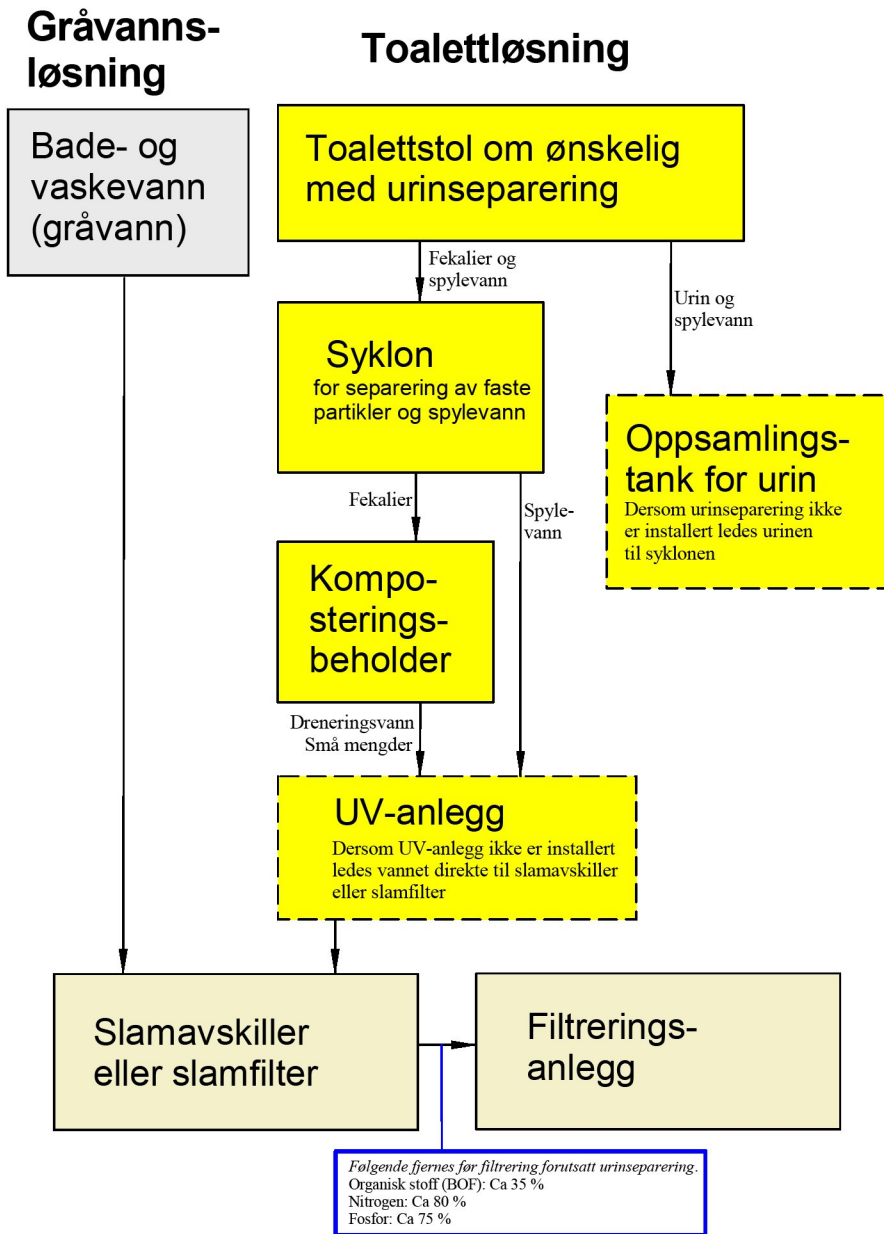 Gråvanns-
løsning
Toalettløsning
Bade- og
vaskevann
(gråvann)
Toalettstol om ønskelig
med urinseparering
Fekalier og
spylevann
Urin og
spylevann
Syklon
for separering av faste
partikler og spylevann
Oppsamlings-
tank for urin
Dersom urinseparering ikke
er installert ledes urinen
til syklonen
Fekalier
Spyle-
vann
Kompo-
sterings-
beholder
Dreneringsvann
Små mengder
UV-anlegg
Dersom UV-anlegg ikke er installert
ledes vannet direkte til slamavskiller
eller slamfilter
Slamavskiller
eller slamfilter
Filtrerings-
anlegg
Følgende fjernes før filtrering forutsatt urinseparering.
Organisk stoff (BOF): Ca 35 %
Nitrogen: Ca 80 %
Fosfor: Ca 75 %